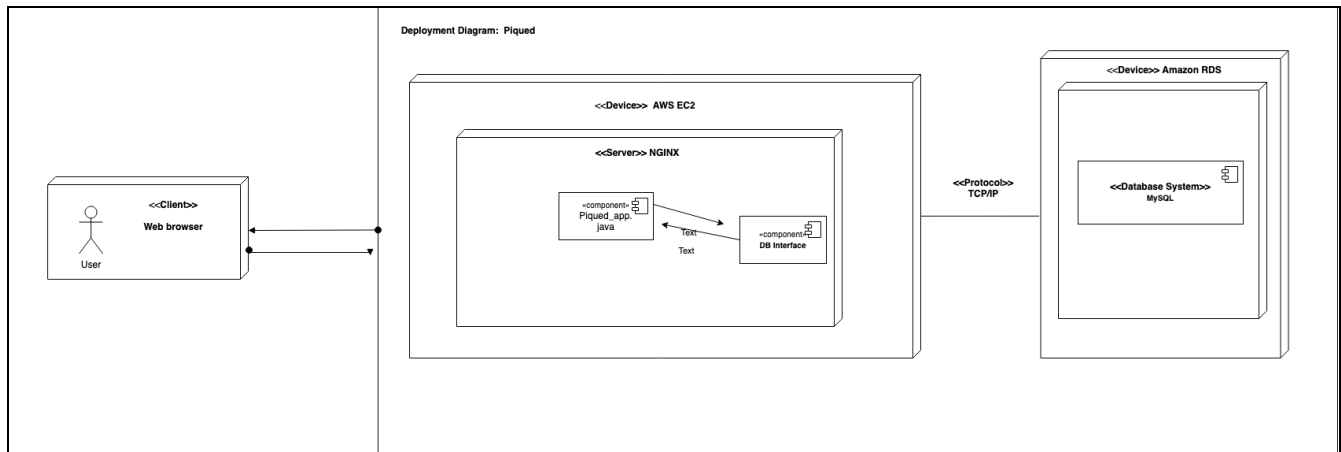 Deployment Diagram: Piqued
<<Client>>
Web browser
User
<<Device>> AWS EC2
<<Server>> NGINX
«component»
Piqued_app.
java
Text
Text
«component»
DB Interface
<<Protocol>>
TCP/IP
<<Device>> Amazon RDS
<<Database System>>
MySQL